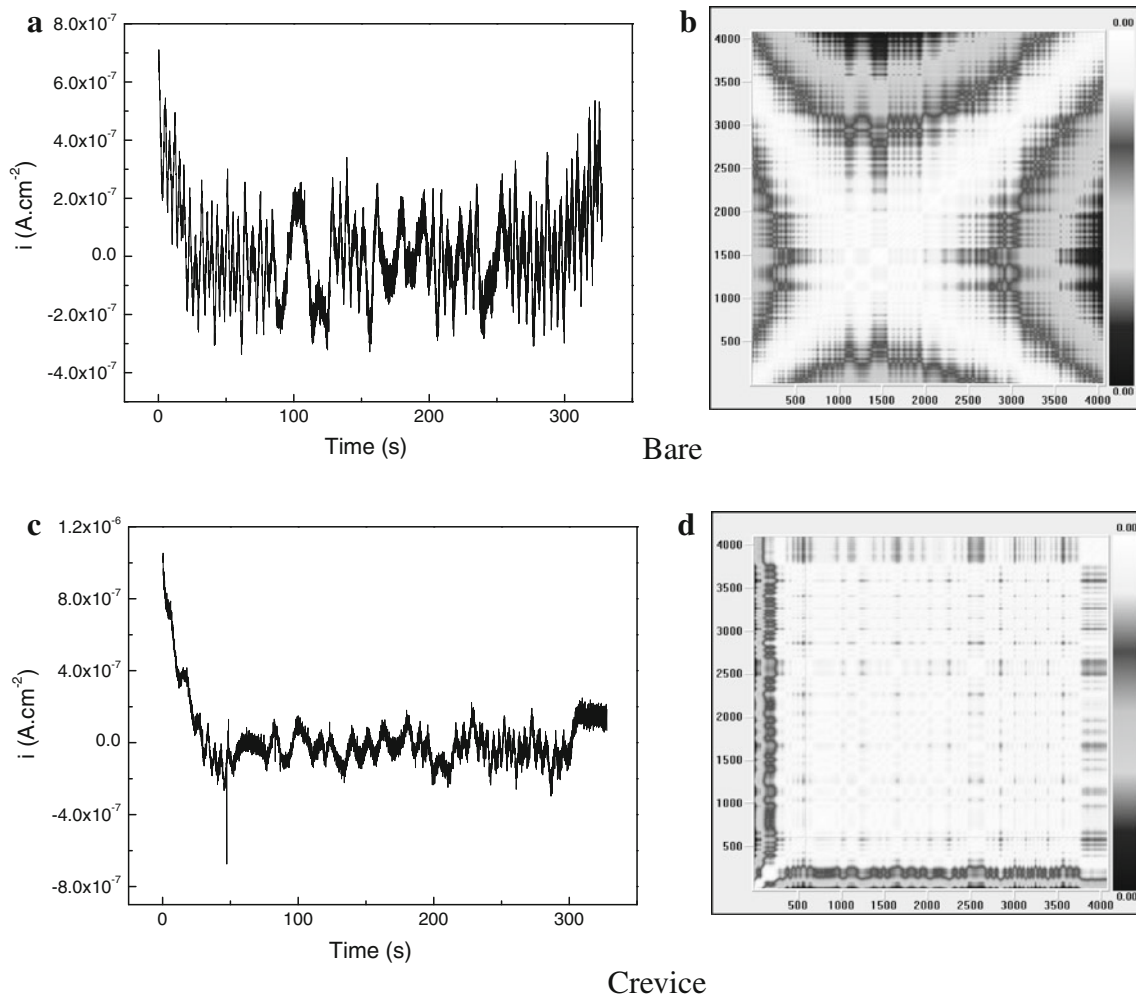 a
8.0x10-7
6.0x10-7
4.0x10-7
2.0x10-7
0.0
-2.0x10-7
-4.0x10-7
i (A.cm-2)
0 100 200 300
Time (s)
b
4000
3500
3000
2500
2000
1500
1000
500
500 1000 1500 2000 2500 3000 3500 4000
0.00
0.00
Bare
c
1.2x10-6
8.0x10-7
4.0x10-7
0.0
-4.0x10-7
-8.0x10-7
i (A.cm-2)
0 100 200 300
Time (s)
d
4000
3500
3000
2500
2000
1500
1000
500
500 1000 1500 2000 2500 3000 3500 4000
0.00
0.00
Crevice